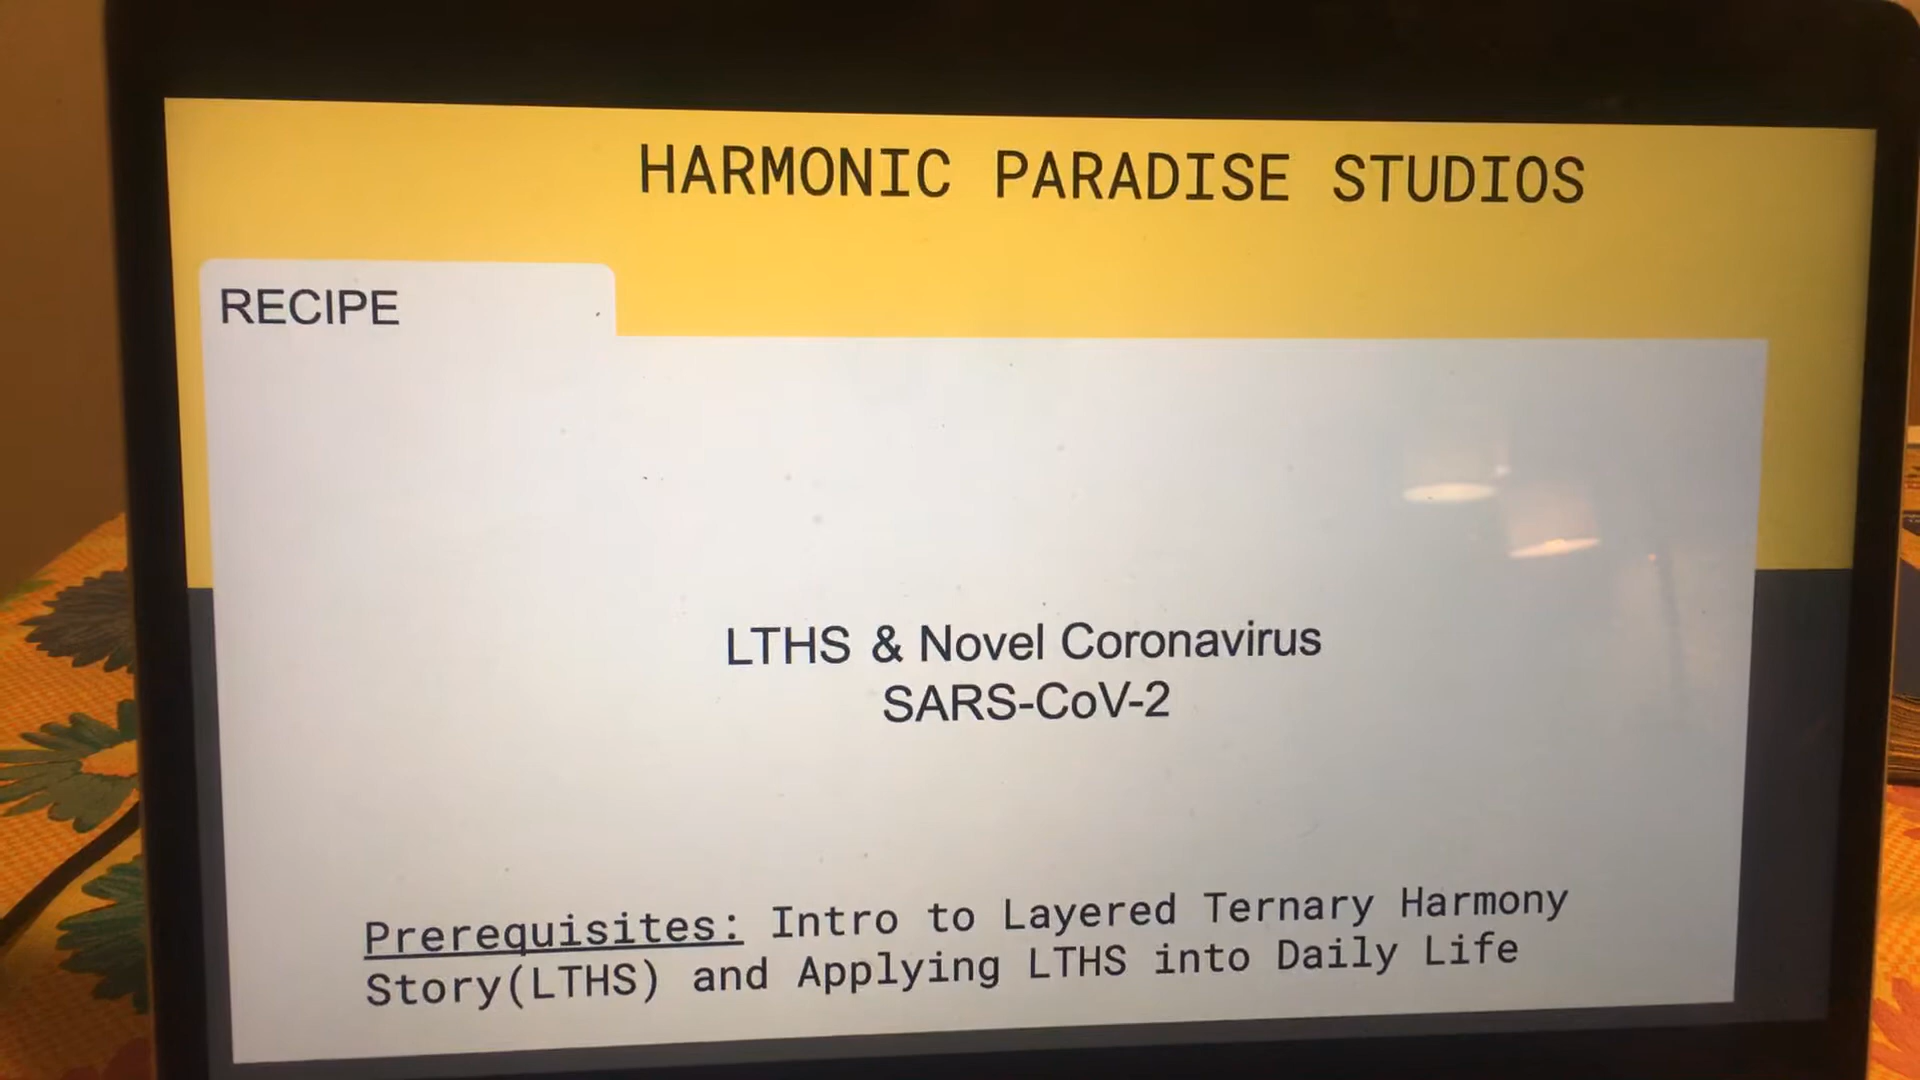 HARMONIC PARADISE STUDIOS
RECIPE
LTHS & Novel Coronavirus
SARS-CoV-2
Prerequisites: Intro to Layered Ternary Harmony
Story(LTHS) and Applying LTHS into Daily Life